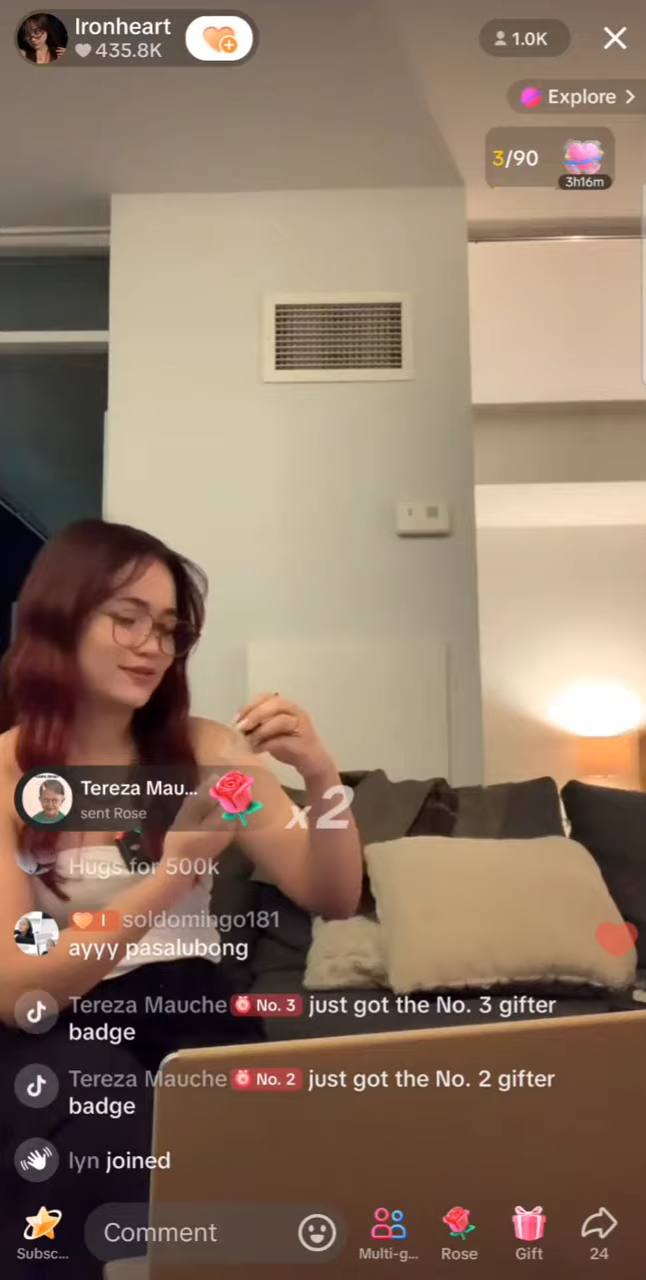 Ironheart
435.8K
1.0K
Explore
3/90
3h16m
Tereza Mau...
sent Rose
x2
Hugs for 500k
I soldomingo181
ayyy pasalubong
Tereza Mauche No. 3 just got the No. 3 gifter
badge
Tereza Mauche No. 2 just got the No. 2 gifter
badge
lyn joined
Comment
Subsc...
Multi-g...
Rose
Gift
24